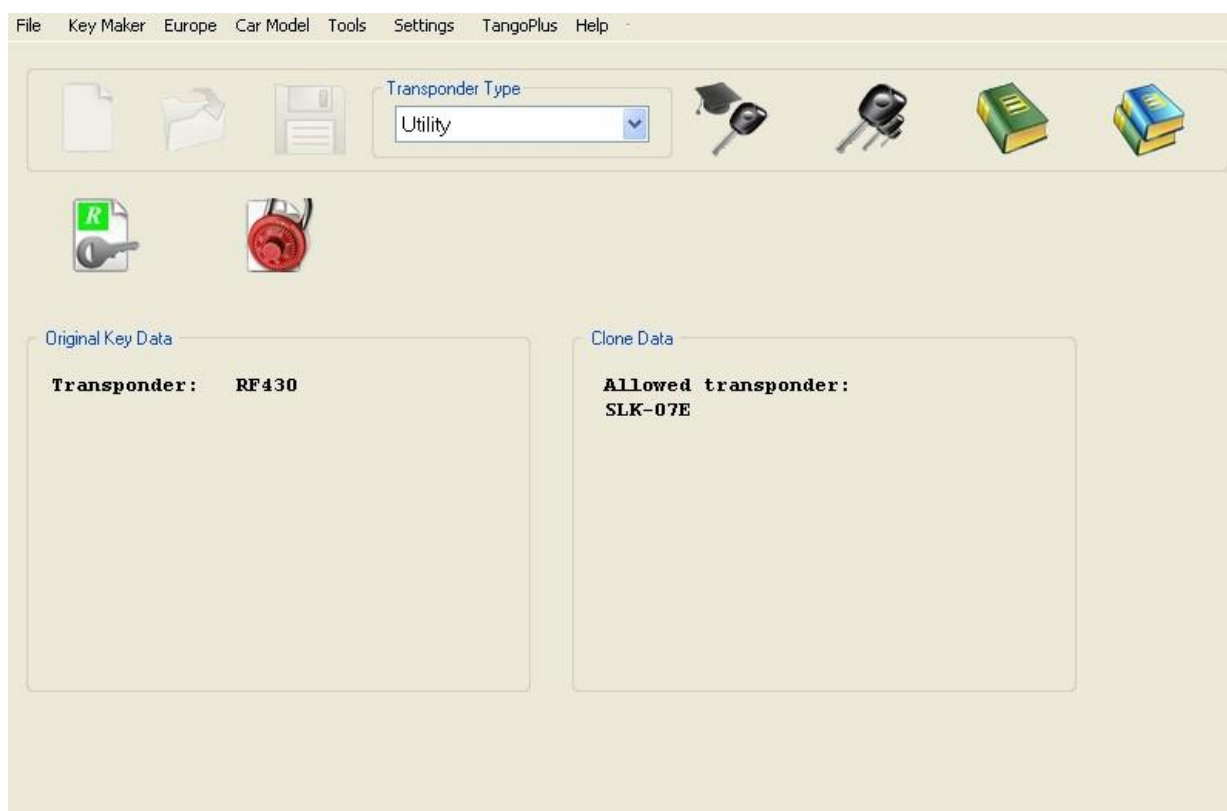 File Key Maker Europe Car Model Tools Settings TangoPlus Help
Transponder Type
Utility
R
Original Key Data
Transponder: RF430
Clone Data
Allowed transponder:
SLK-07E